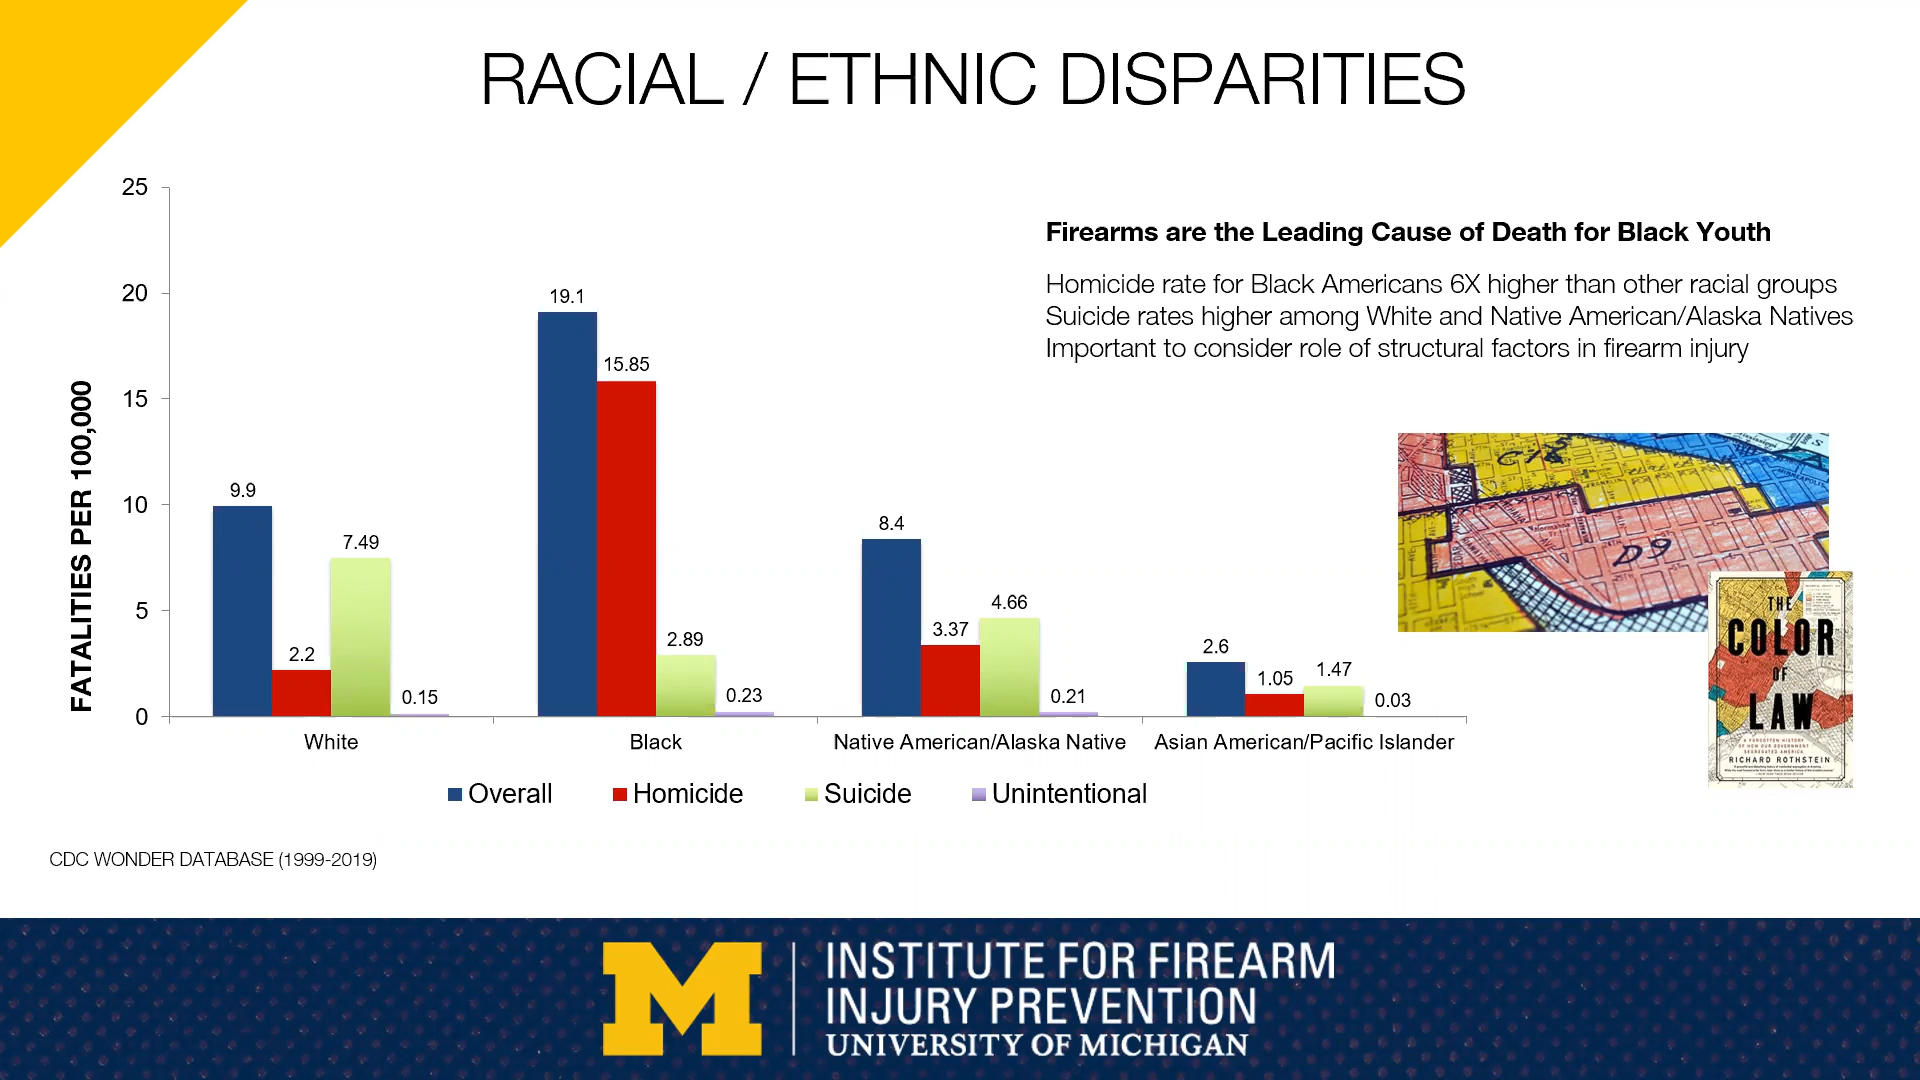 RACIAL / ETHNIC DISPARITIES
Firearms are the Leading Cause of Death for Black Youth
Homicide rate for Black Americans 6X higher than other racial groups
Suicide rates higher among White and Native American/Alaska Natives
Important to consider role of structural factors in firearm injury
FATALITIES PER 100,000
25
20
15
10
5
0
9.9
2.2
7.49
0.15
19.1
15.85
2.89
0.23
8.4
3.37
4.66
0.21
2.6
1.05
1.47
0.03
White
Black
Native American/Alaska Native
Asian American/Pacific Islander
Overall
Homicide
Suicide
Unintentional
D9
THE
COLOR
OF
LAW
A FORGOTTEN HISTORY
OF HOW OUR GOVERNMENT
SEGREGATED AMERICA
RICHARD ROTHSTEIN
CDC WONDER DATABASE (1999-2019)
M
INSTITUTE FOR FIREARM
INJURY PREVENTION
UNIVERSITY OF MICHIGAN